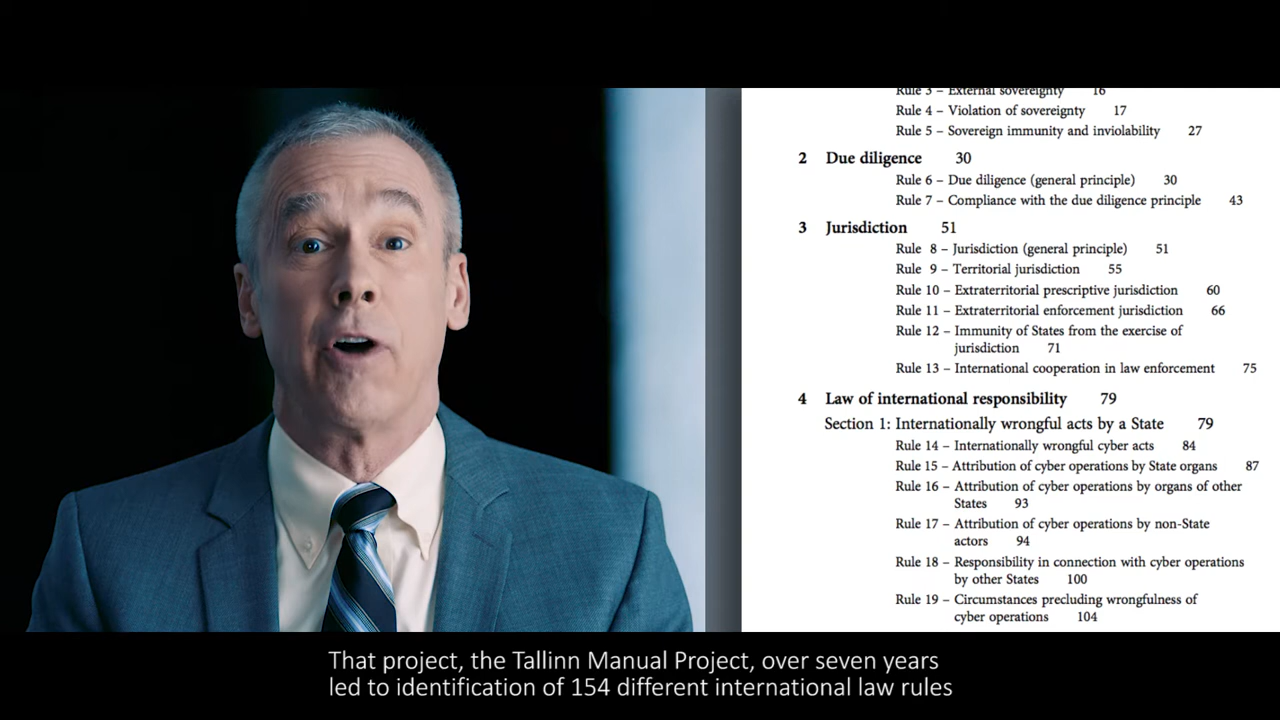 Rule 3 – External sovereignty 16
Rule 4 – Violation of sovereignty 17
Rule 5 – Sovereign immunity and inviolability 27
2 Due diligence 30
Rule 6 – Due diligence (general principle) 30
Rule 7 – Compliance with the due diligence principle 43
3 Jurisdiction 51
Rule 8 – Jurisdiction (general principle) 51
Rule 9 – Territorial jurisdiction 55
Rule 10 – Extraterritorial prescriptive jurisdiction 60
Rule 11 – Extraterritorial enforcement jurisdiction 66
Rule 12 – Immunity of States from the exercise of
jurisdiction 71
Rule 13 – International cooperation in law enforcement 75
4 Law of international responsibility 79
Section 1: Internationally wrongful acts by a State 79
Rule 14 – Internationally wrongful cyber acts 84
Rule 15 – Attribution of cyber operations by State organs 87
Rule 16 – Attribution of cyber operations by organs of other
States 93
Rule 17 – Attribution of cyber operations by non-State
actors 94
Rule 18 – Responsibility in connection with cyber operations
by other States 100
Rule 19 – Circumstances precluding wrongfulness of
cyber operations 104
That project, the Tallinn Manual Project, over seven years
led to identification of 154 different international law rules